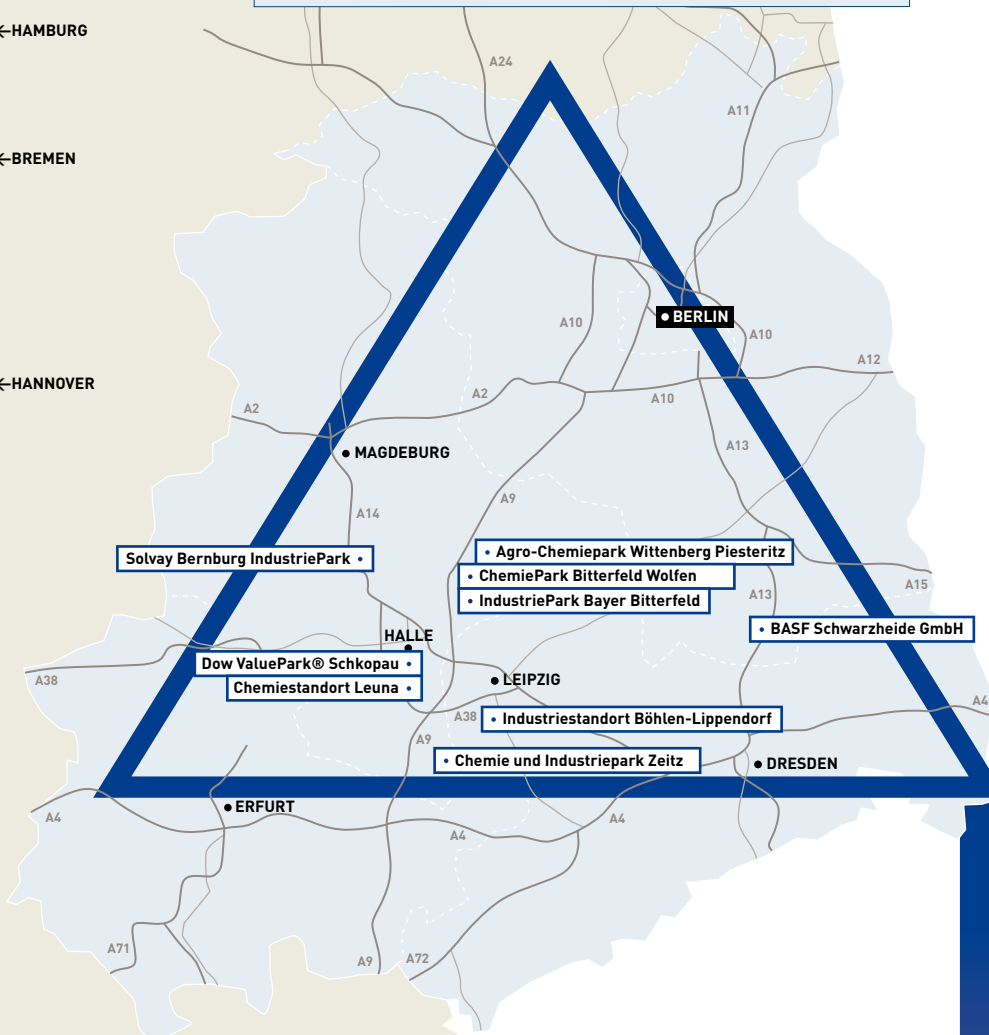 ←HAMBURG
A24
A11
←BREMEN
• BERLIN
A10
A10
A12
←HANNOVER
A2
A2
A10
A13
• MAGDEBURG
A9
A14
• Agro-Chemiepark Wittenberg Piesteritz
Solvay Bernburg IndustriePark •
• ChemiePark Bitterfeld Wolfen
A15
A13
• IndustriePark Bayer Bitterfeld
• BASF Schwarzheide GmbH
HALLE
Dow ValuePark® Schkopau •
A38
• LEIPZIG
Chemiestandort Leuna •
A4
A38
• Industriestandort Böhlen-Lippendorf
A9
• Chemie und Industriepark Zeitz
• DRESDEN
• ERFURT
A4
A4
A4
A71
A9
A72